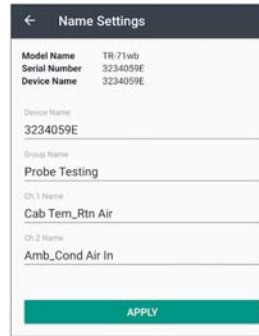 ← Name Settings
Model Name TR-71wb
Serial Number 3234059E
Device Name 3234059E
Device Name
3234059E
Group Name
Probe Testing
Ch.1 Name
Cab Tem_Rtn Air
Ch.2 Name
Amb_Cond Air In
APPLY